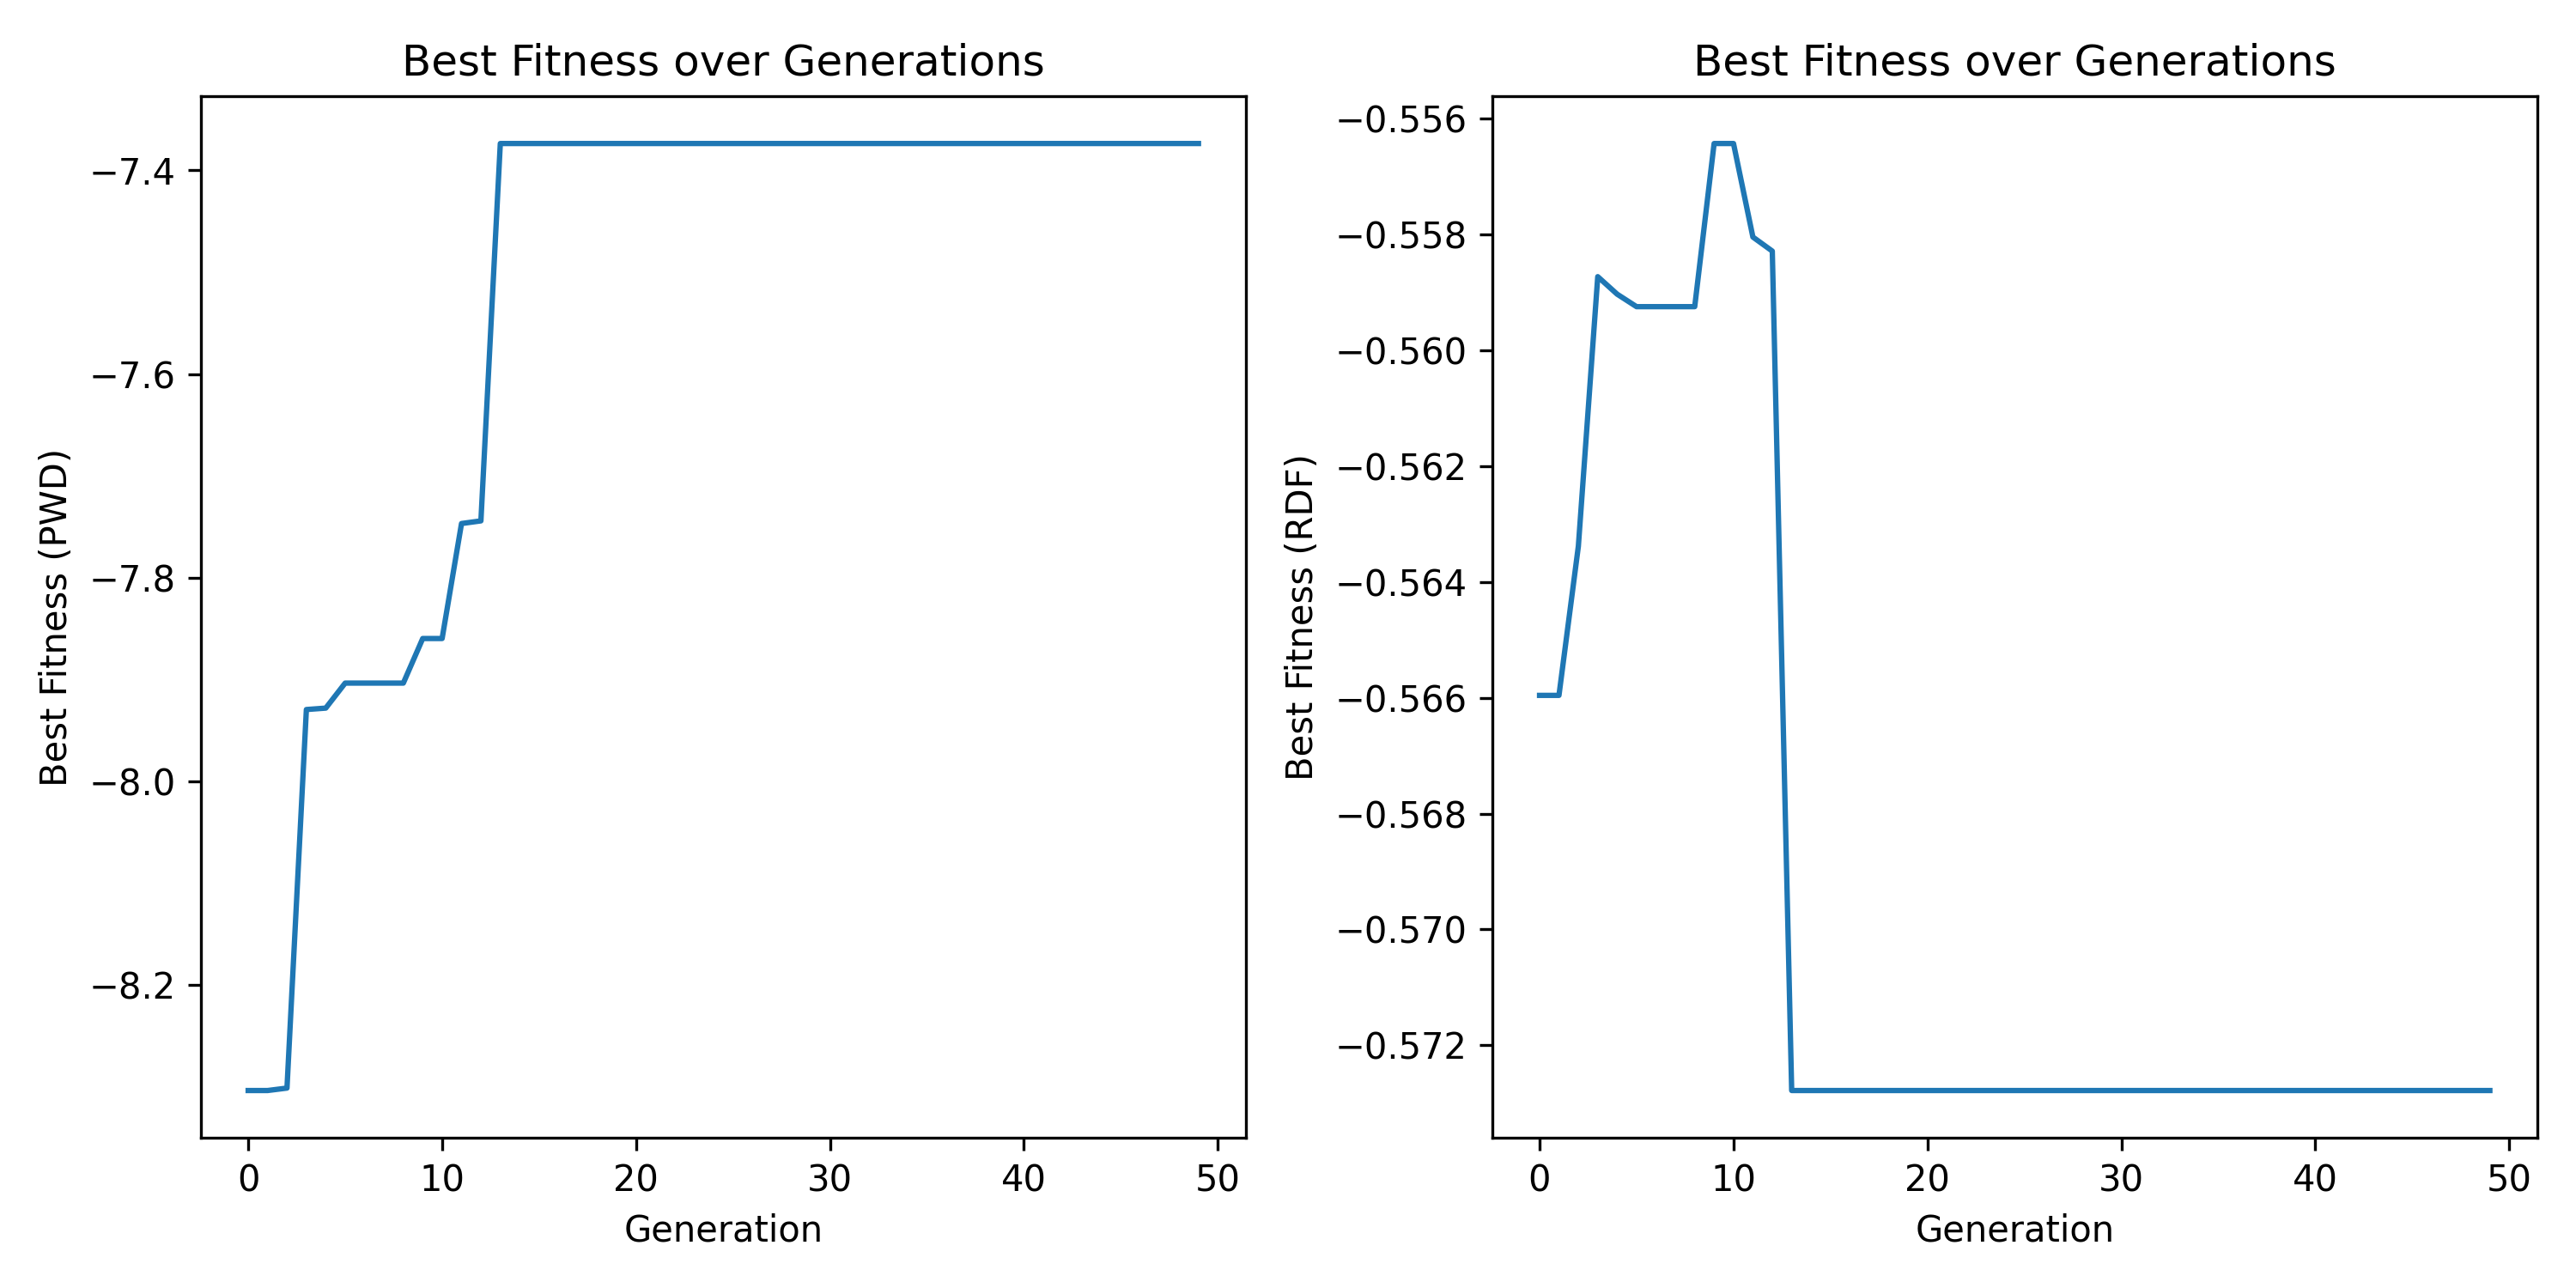 Best Fitness over Generations
Best Fitness (PWD)
−7.4
−7.6
−7.8
−8.0
−8.2
0 10 20 30 40 50
Generation
Best Fitness over Generations
Best Fitness (RDF)
−0.556
−0.558
−0.560
−0.562
−0.564
−0.566
−0.568
−0.570
−0.572
0 10 20 30 40 50
Generation